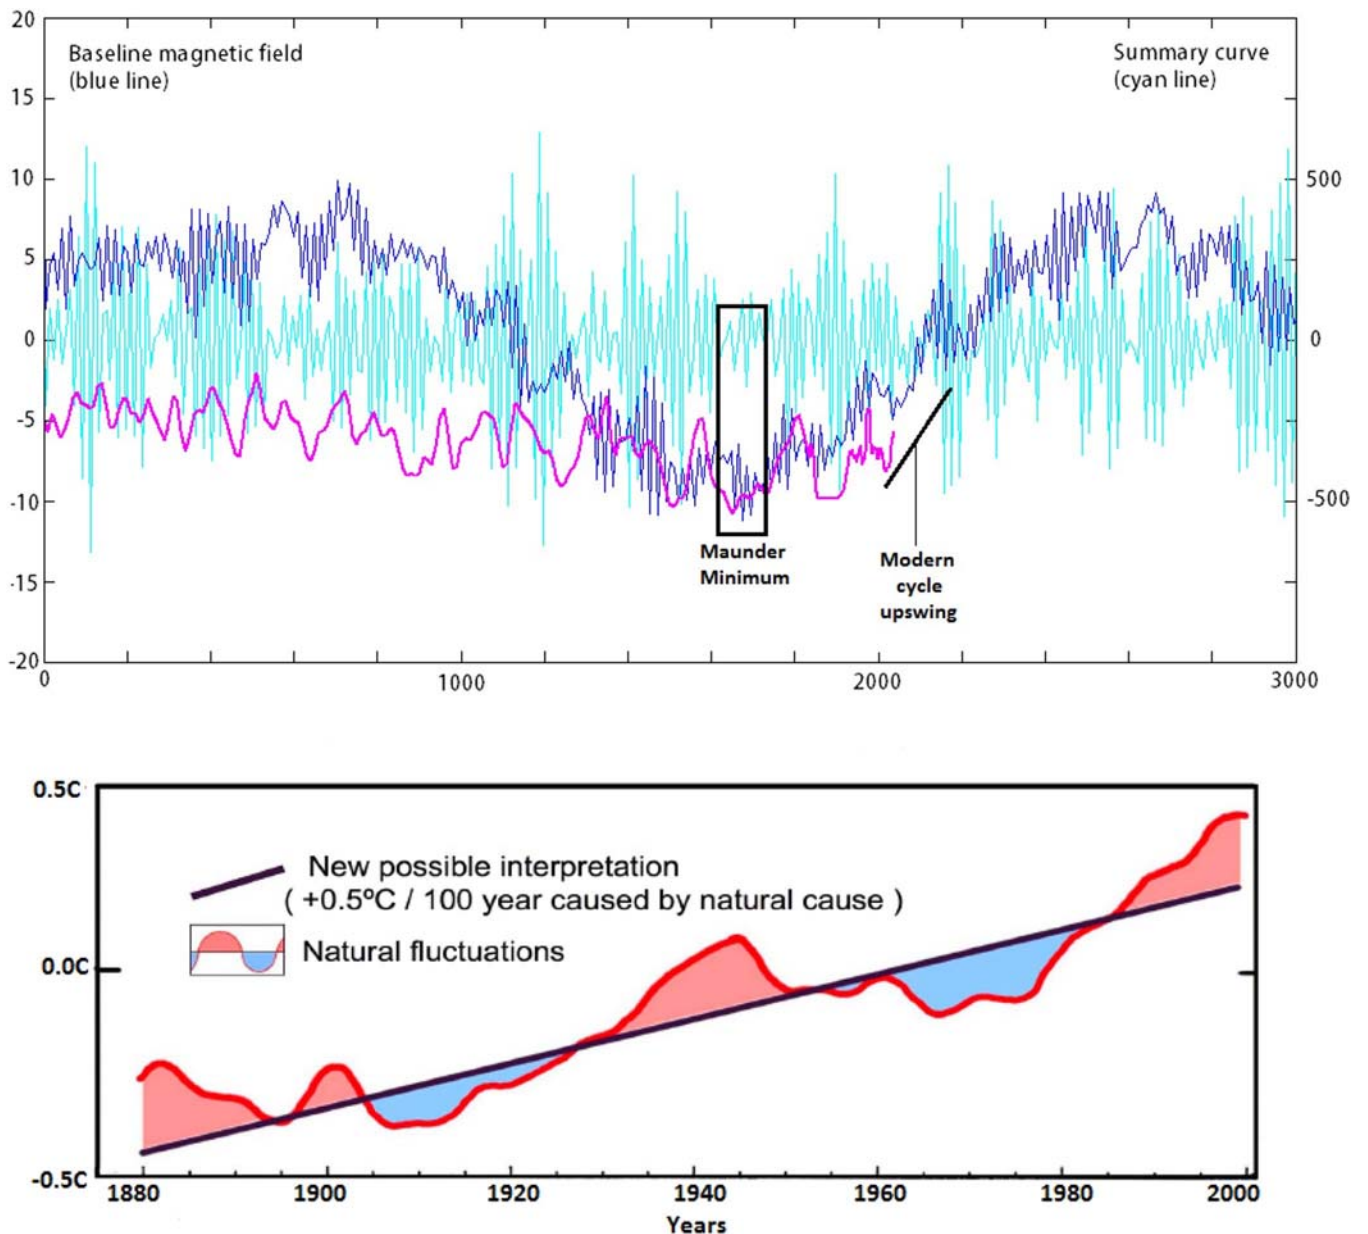 20
Baseline magnetic field
(blue line)
Summary curve
(cyan line)
15
10
500
5
0
0
-5
-10
-500
Maunder
Minimum
Modern
cycle
upswing
-15
-20
0
1000
2000
3000
0.5C
New possible interpretation
( +0.5ºC / 100 year caused by natural cause )
Natural fluctuations
0.0C
-0.5C
1880
1900
1920
1940
1960
1980
2000
Years